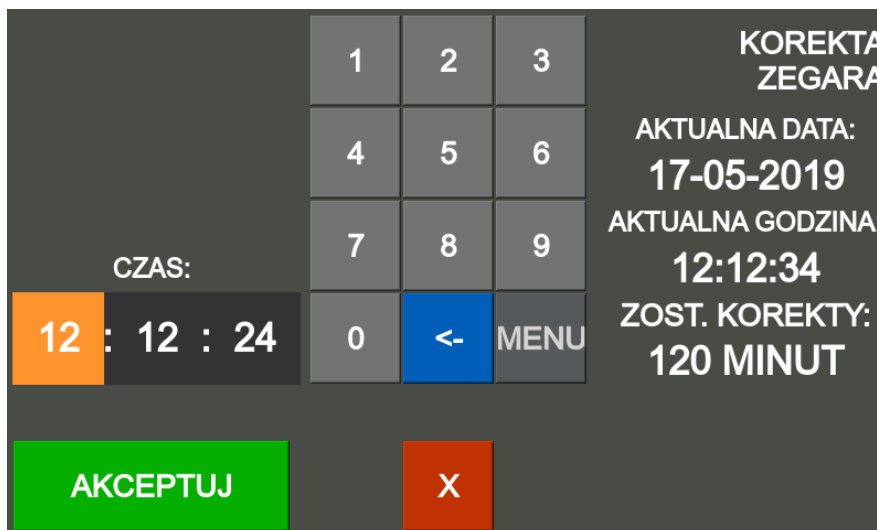 1 2 3
4 5 6
7 8 9
0 <- MENU
CZAS:
12 : 12 : 24
AKCEPTUJ
X
KOREKTA
ZEGARA
AKTUALNA DATA:
17-05-2019
AKTUALNA GODZINA
12:12:34
ZOST. KOREKTY:
120 MINUT